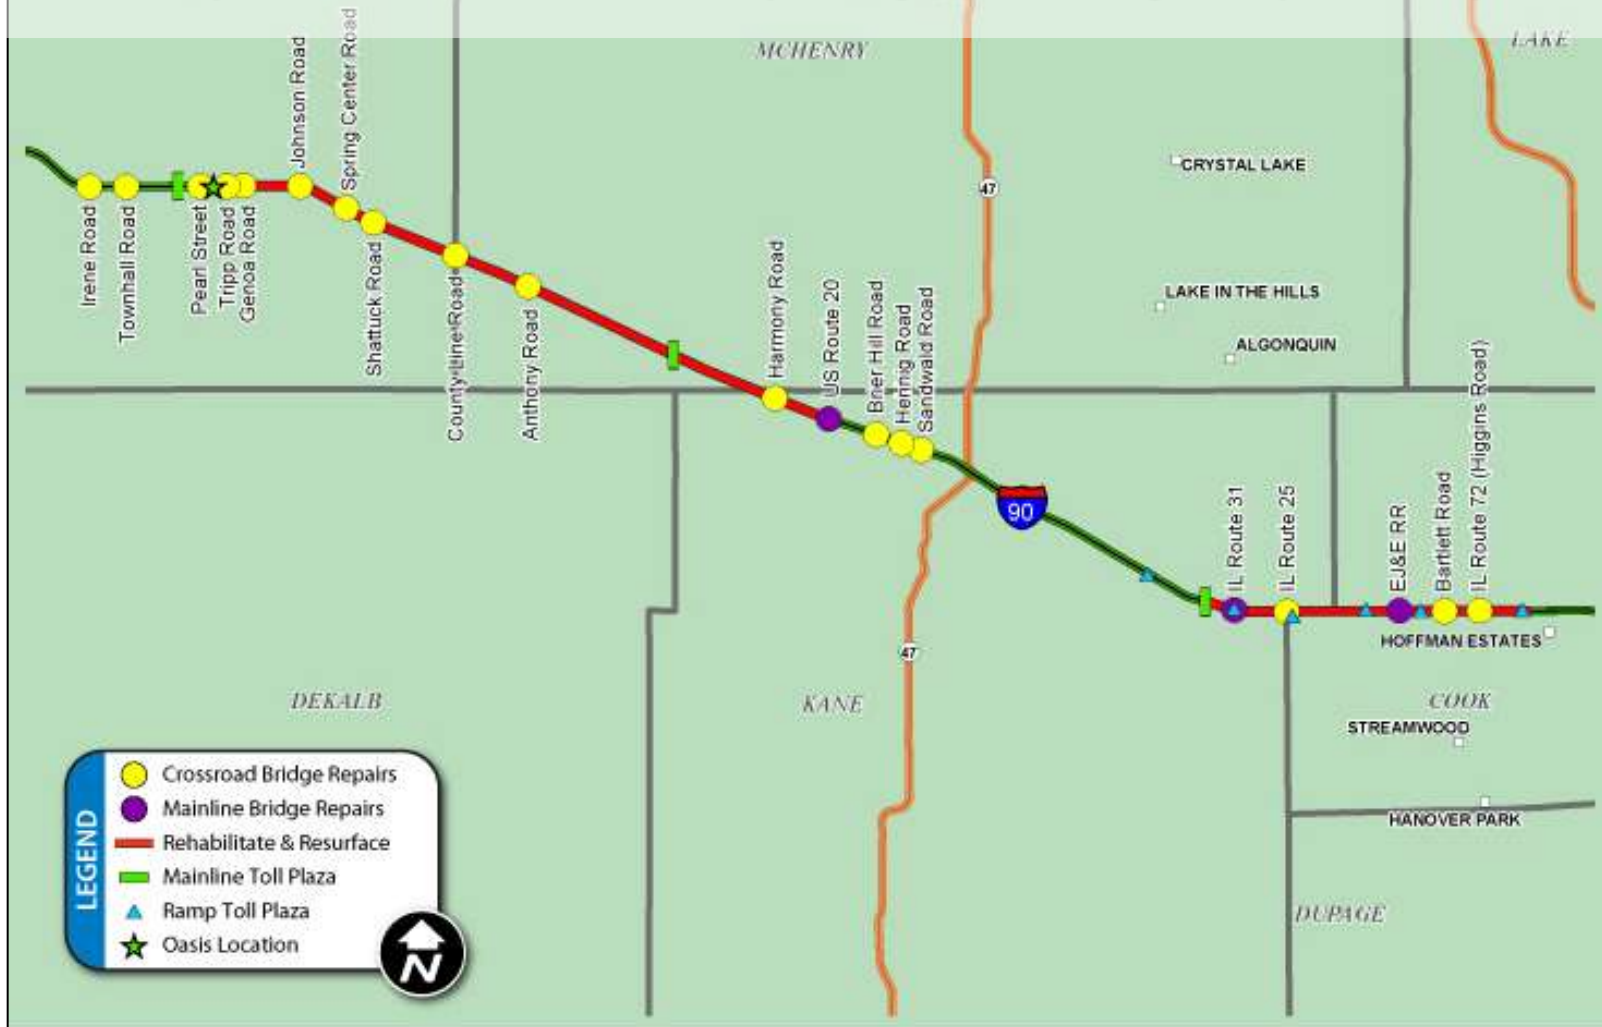 MCHENRY
LAKE
Johnson Road
Spring Center Road
CRYSTAL LAKE
47
Irene Road
Townhall Road
Pearl Street
Tripp Road
Genoa Road
Shattuck Road
County Line Road
Anthony Road
Harmony Road
US Route 20
Brier Hill Road
Hennig Road
Sandwald Road
LAKE IN THE HILLS
ALGONQUIN
90
IL Route 31
IL Route 25
EJ&E RR
Bartlett Road
IL Route 72 (Higgins Road)
HOFFMAN ESTATES
47
DEKALB
KANE
COOK
STREAMWOOD
HANOVER PARK
DUPAGE
LEGEND
Crossroad Bridge Repairs
Mainline Bridge Repairs
Rehabilitate & Resurface
Mainline Toll Plaza
Ramp Toll Plaza
Oasis Location
N